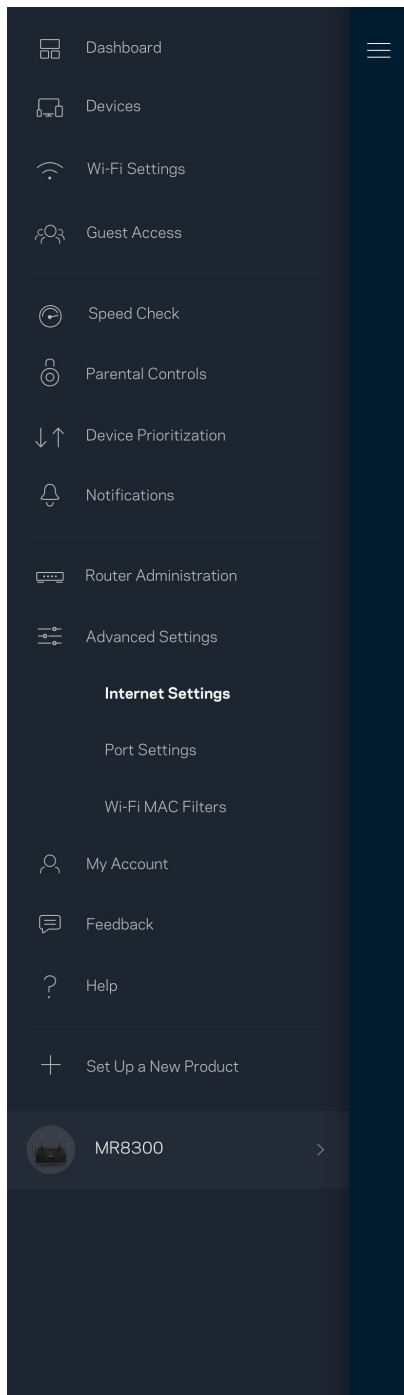 Dashboard
Devices
Wi-Fi Settings
Guest Access
Speed Check
Parental Controls
Device Prioritization
Notifications
Router Administration
Advanced Settings
Internet Settings
Port Settings
Wi-Fi MAC Filters
My Account
Feedback
Help
Set Up a New Product
MR8300